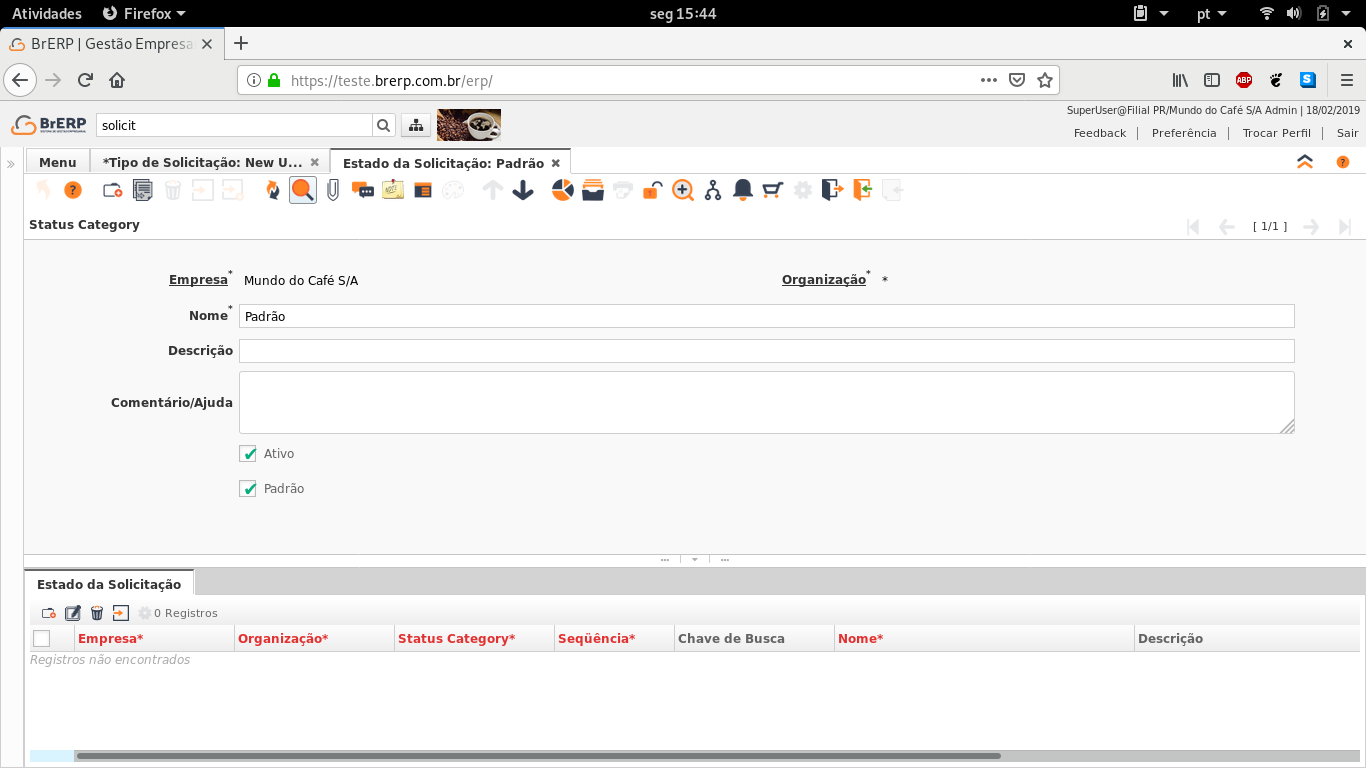 Atividades Firefox seg 15:44 pt
BrERP | Gestão Empresa
https://teste.brerp.com.br/erp/ ABP S
SuperUser@Filial PR/Mundo do Café S/A Admin | 18/02/2019
BrERP solicit
Feedback | Preferência | Trocar Perfil | Sair
Menu *Tipo de Solicitação: New U... Estado da Solicitação: Padrão
Status Category [ 1/1 ]
Empresa* Mundo do Café S/A Organização* *
Nome* Padrão
Descrição
Comentário/Ajuda
Ativo
Padrão
Estado da Solicitação
0 Registros
Empresa* Organização* Status Category* Seqüência* Chave de Busca Nome* Descrição
Registros não encontrados